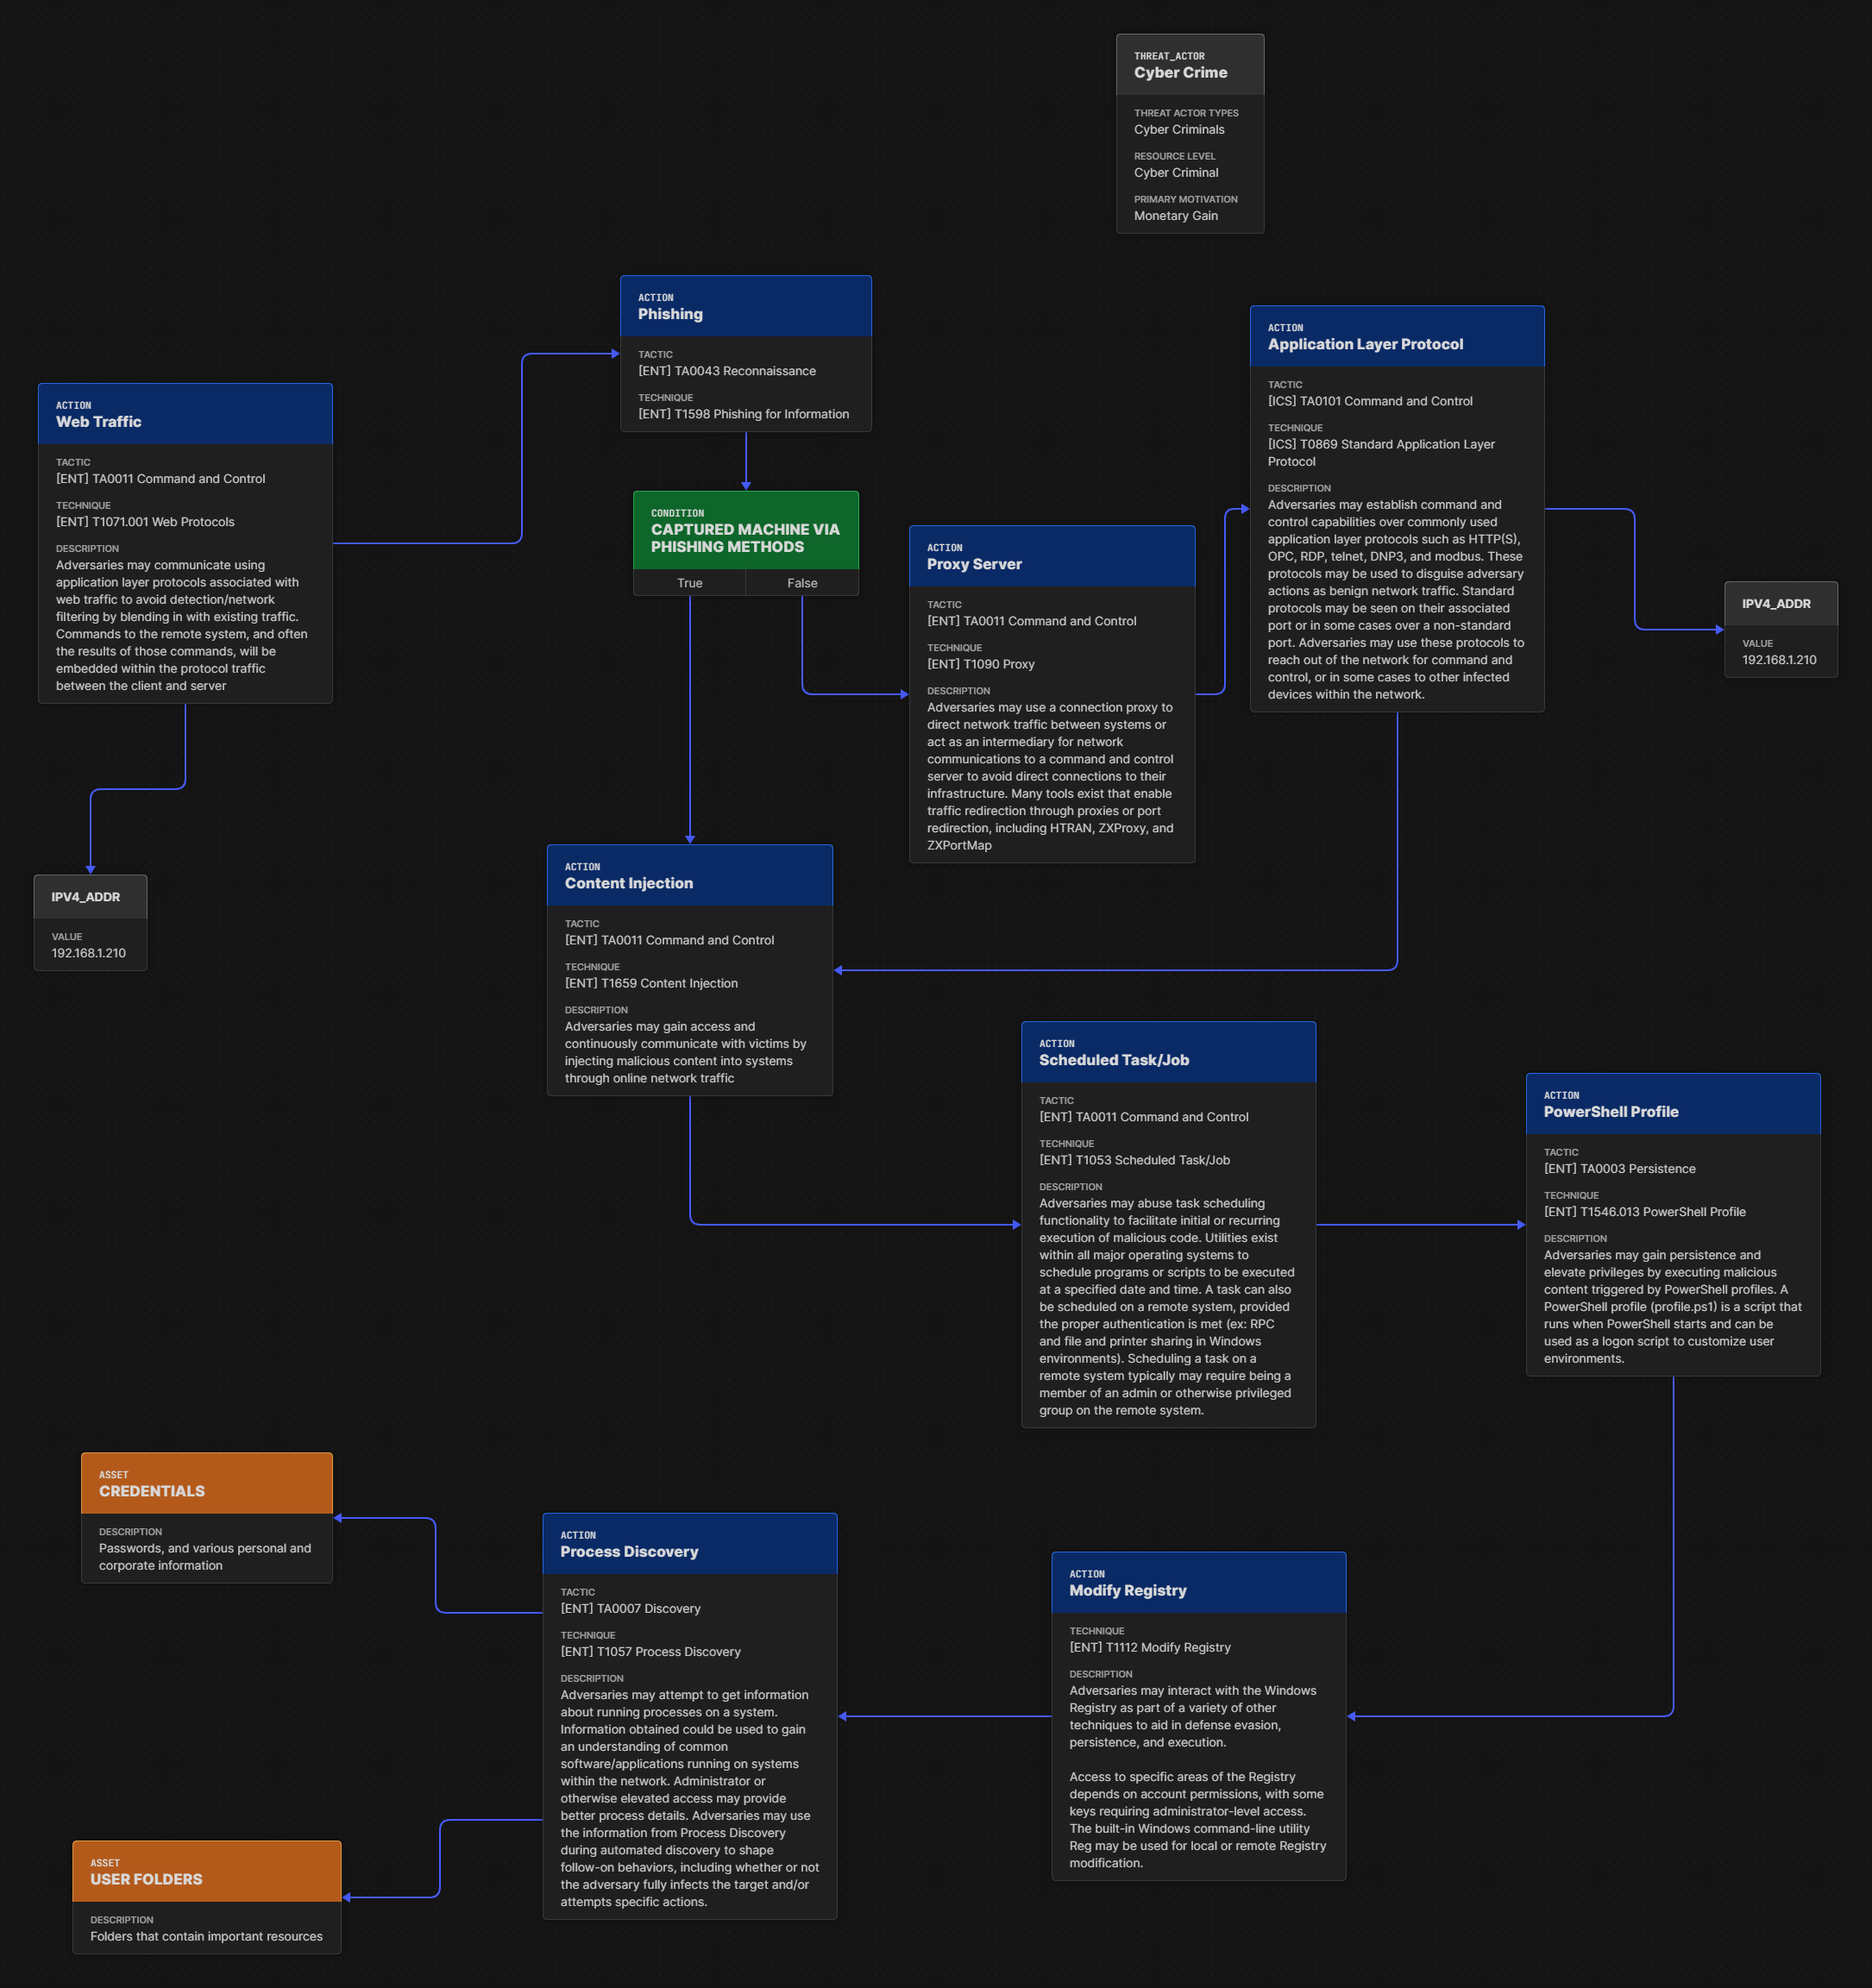 THREAT_ACTOR
Cyber Crime
THREAT ACTOR TYPES
Cyber Criminals
RESOURCE LEVEL
Cyber Criminal
PRIMARY MOTIVATION
Monetary Gain
ACTION
Phishing
TACTIC
[ENT] TA0043 Reconnaissance
TECHNIQUE
[ENT] T1598 Phishing for Information
ACTION
Application Layer Protocol
TACTIC
[ICS] TA0101 Command and Control
TECHNIQUE
[ICS] T0869 Standard Application Layer
Protocol
DESCRIPTION
Adversaries may establish command and
control capabilities over commonly used
application layer protocols such as HTTP(S),
OPC, RDP, telnet, DNP3, and modbus. These
protocols may be used to disguise adversary
actions as benign network traffic. Standard
protocols may be seen on their associated
port or in some cases over a non-standard
port. Adversaries may use these protocols to
reach out of the network for command and
control, or in some cases to other infected
devices within the network.
ACTION
Web Traffic
TACTIC
[ENT] TA0011 Command and Control
TECHNIQUE
[ENT] T1071.001 Web Protocols
DESCRIPTION
Adversaries may communicate using
application layer protocols associated with
web traffic to avoid detection/network
filtering by blending in with existing traffic.
Commands to the remote system, and often
the results of those commands, will be
embedded within the protocol traffic
between the client and server
CONDITION
CAPTURED MACHINE VIA
PHISHING METHODS
True False
ACTION
Proxy Server
TACTIC
[ENT] TA0011 Command and Control
TECHNIQUE
[ENT] T1090 Proxy
DESCRIPTION
Adversaries may use a connection proxy to
direct network traffic between systems or
act as an intermediary for network
communications to a command and control
server to avoid direct connections to their
infrastructure. Many tools exist that enable
traffic redirection through proxies or port
redirection, including HTRAN, ZXProxy, and
ZXPortMap
IPV4_ADDR
VALUE
192.168.1.210
IPV4_ADDR
VALUE
192.168.1.210
ACTION
Content Injection
TACTIC
[ENT] TA0011 Command and Control
TECHNIQUE
[ENT] T1659 Content Injection
DESCRIPTION
Adversaries may gain access and
continuously communicate with victims by
injecting malicious content into systems
through online network traffic
ACTION
Scheduled Task/Job
TACTIC
[ENT] TA0011 Command and Control
TECHNIQUE
[ENT] T1053 Scheduled Task/Job
DESCRIPTION
Adversaries may abuse task scheduling
functionality to facilitate initial or recurring
execution of malicious code. Utilities exist
within all major operating systems to
schedule programs or scripts to be executed
at a specified date and time. A task can also
be scheduled on a remote system, provided
the proper authentication is met (ex: RPC
and file and printer sharing in Windows
environments). Scheduling a task on a
remote system typically may require being a
member of an admin or otherwise privileged
group on the remote system.
ACTION
PowerShell Profile
TACTIC
[ENT] TA0003 Persistence
TECHNIQUE
[ENT] T1546.013 PowerShell Profile
DESCRIPTION
Adversaries may gain persistence and
elevate privileges by executing malicious
content triggered by PowerShell profiles. A
PowerShell profile (profile.ps1) is a script that
runs when PowerShell starts and can be
used as a logon script to customize user
environments.
ASSET
CREDENTIALS
DESCRIPTION
Passwords, and various personal and
corporate information
ACTION
Process Discovery
TACTIC
[ENT] TA0007 Discovery
TECHNIQUE
[ENT] T1057 Process Discovery
DESCRIPTION
Adversaries may attempt to get information
about running processes on a system.
Information obtained could be used to gain
an understanding of common
software/applications running on systems
within the network. Administrator or
otherwise elevated access may provide
better process details. Adversaries may use
the information from Process Discovery
during automated discovery to shape
follow-on behaviors, including whether or not
the adversary fully infects the target and/or
attempts specific actions.
ACTION
Modify Registry
TECHNIQUE
[ENT] T1112 Modify Registry
DESCRIPTION
Adversaries may interact with the Windows
Registry as part of a variety of other
techniques to aid in defense evasion,
persistence, and execution.
Access to specific areas of the Registry
depends on account permissions, with some
keys requiring administrator-level access.
The built-in Windows command-line utility
Reg may be used for local or remote Registry
modification.
ASSET
USER FOLDERS
DESCRIPTION
Folders that contain important resources